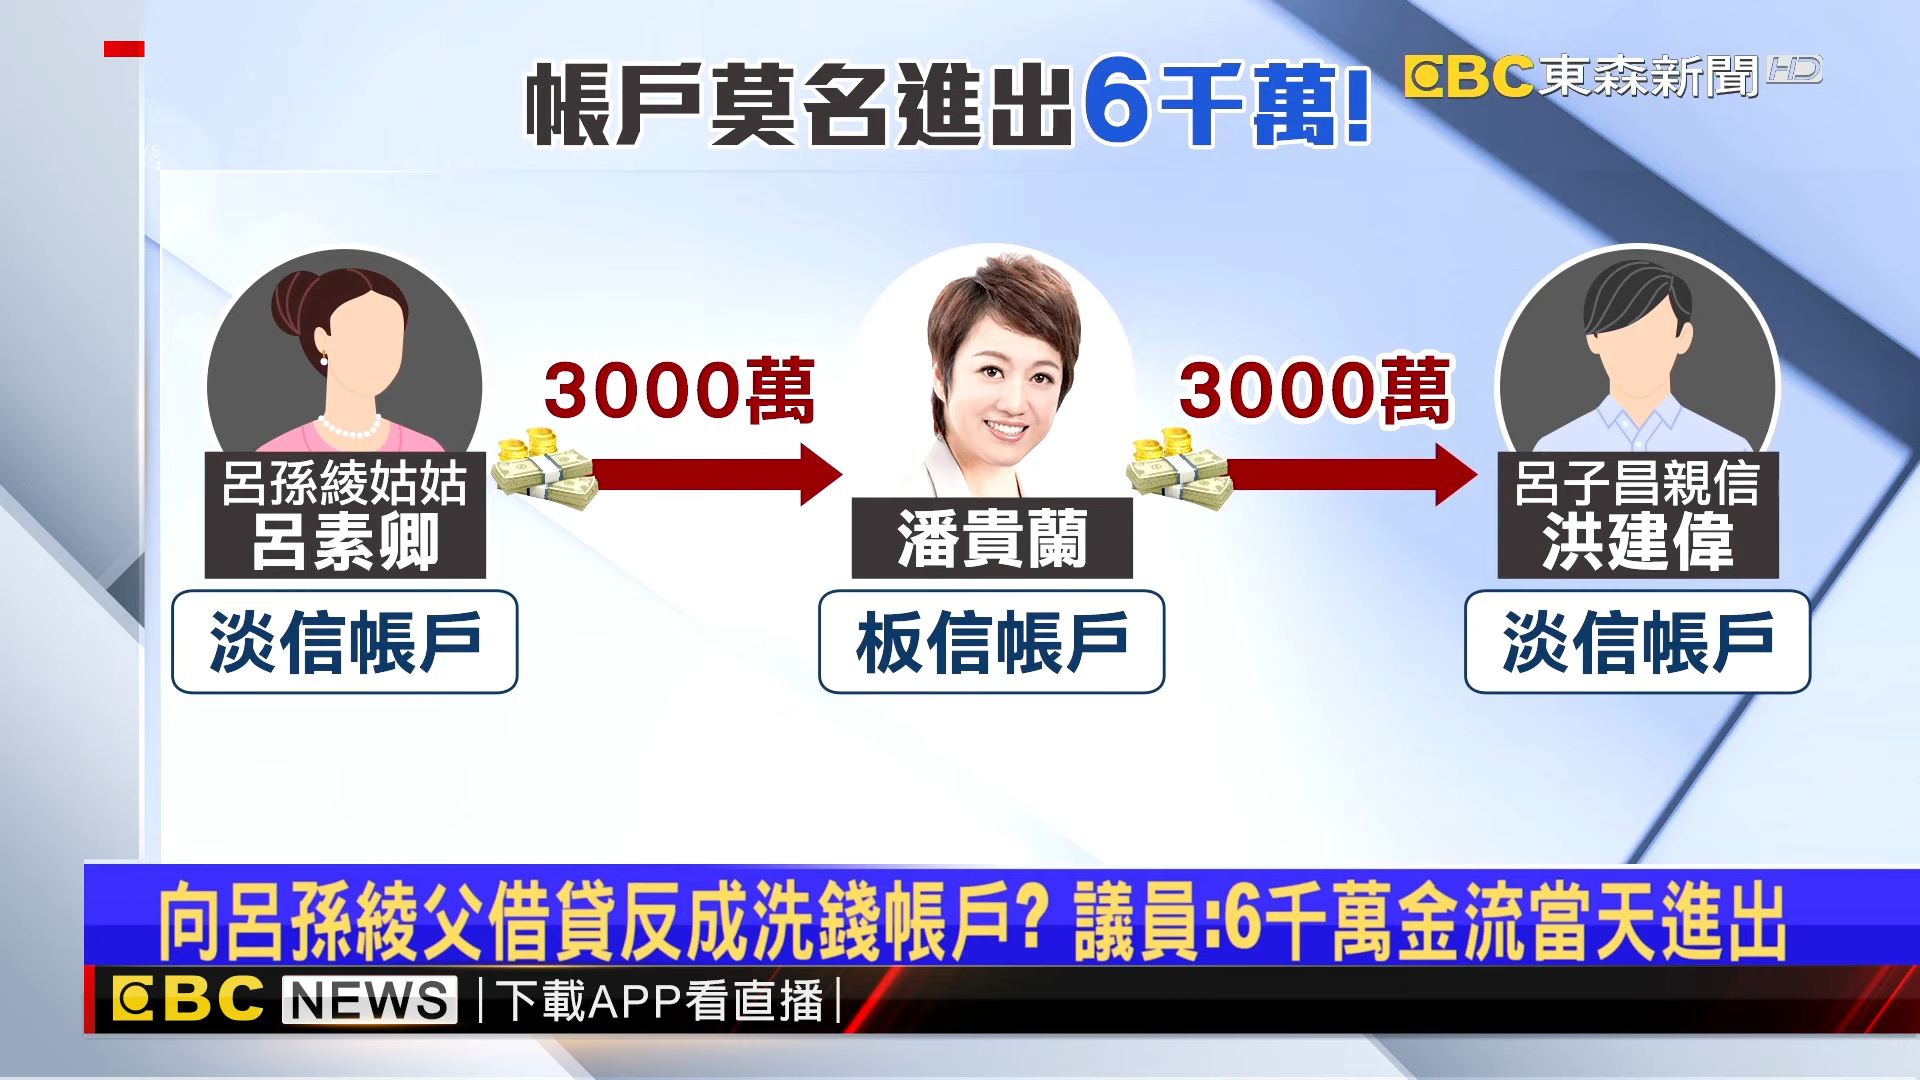 帳戶莫名進出6千萬!
EBC東森新聞HD
3000萬
3000萬
呂孫綾姑姑
呂素卿
潘貴蘭
呂子昌親信
洪建偉
淡信帳戶
板信帳戶
淡信帳戶
向呂孫綾父借貸反成洗錢帳戶? 議員:6千萬金流當天進出
EBC NEWS |下載APP看直播|